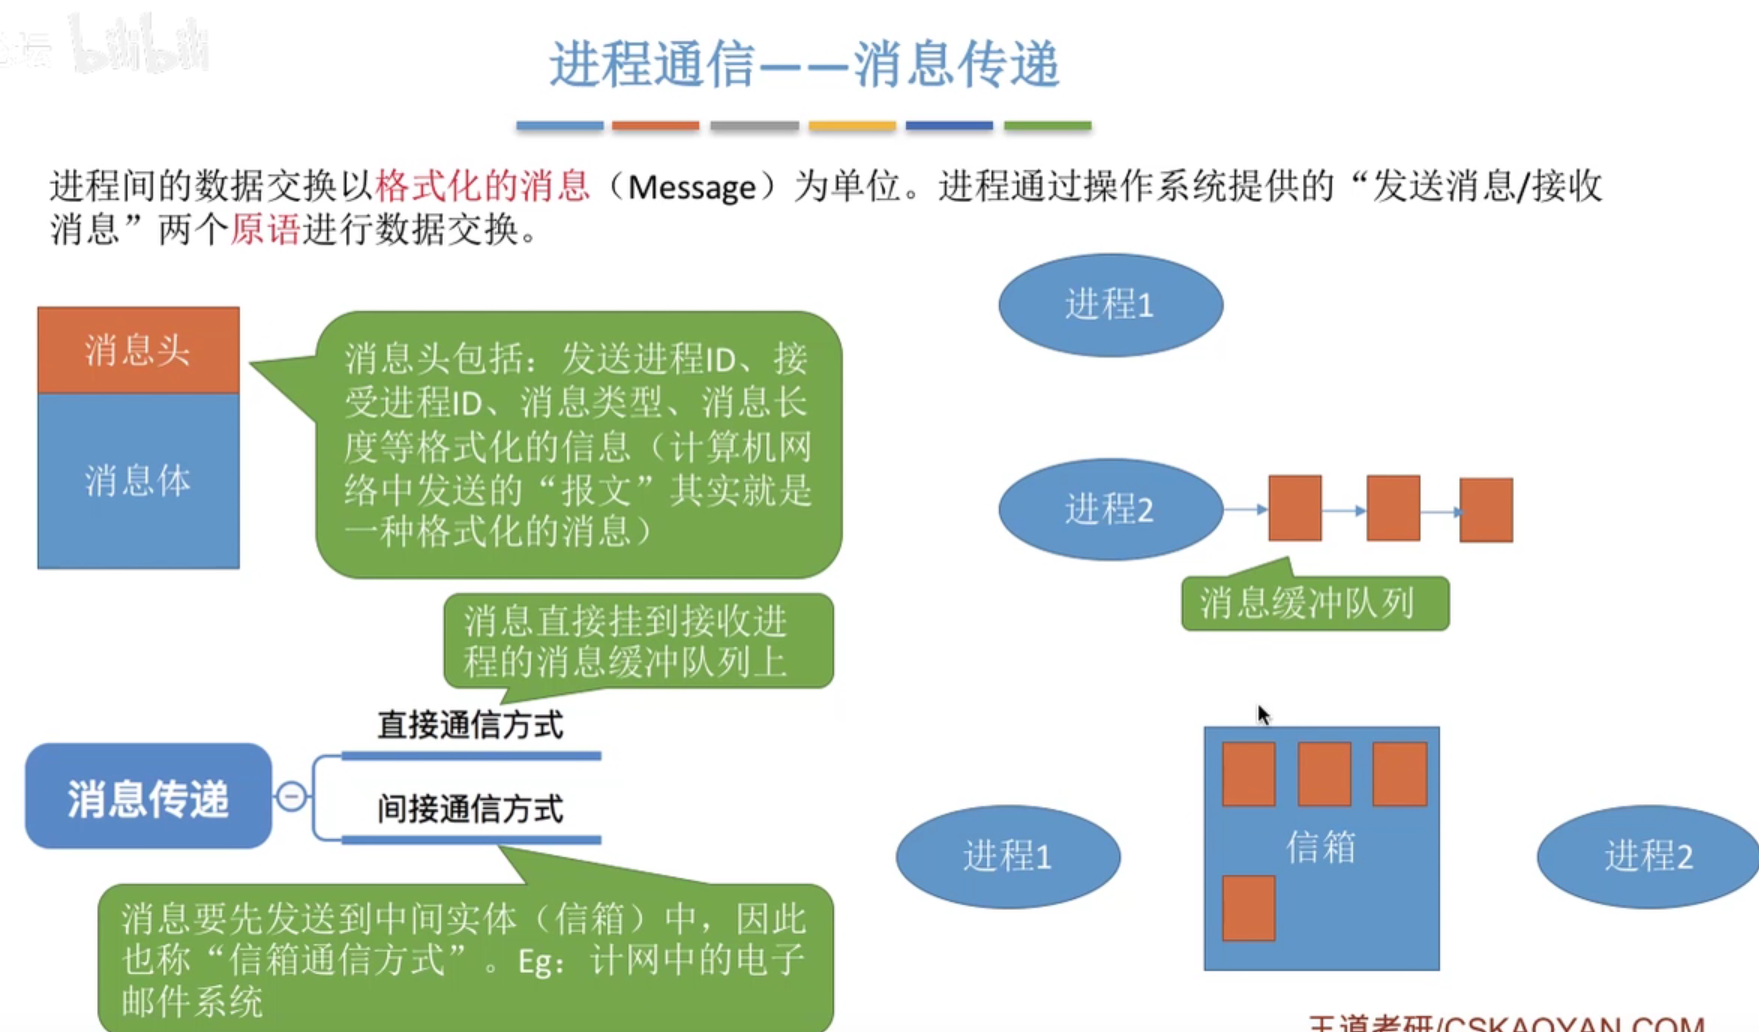 坛 bilibili
进程通信——消息传递
进程间的数据交换以格式化的消息（Message）为单位。进程通过操作系统提供的“发送消息/接收
消息”两个原语进行数据交换。
消息头
消息体
消息头包括：发送进程ID、接
受进程ID、消息类型、消息长
度等格式化的信息（计算机网
络中发送的“报文”其实就是
一种格式化的消息）
进程1
进程2
消息缓冲队列
消息直接挂到接收进
程的消息缓冲队列上
直接通信方式
消息传递
间接通信方式
消息要先发送到中间实体（信箱）中，因此
也称“信箱通信方式”。Eg：计网中的电子
邮件系统
进程1
信箱
进程2
王道考研/CSKAOYAN.COM